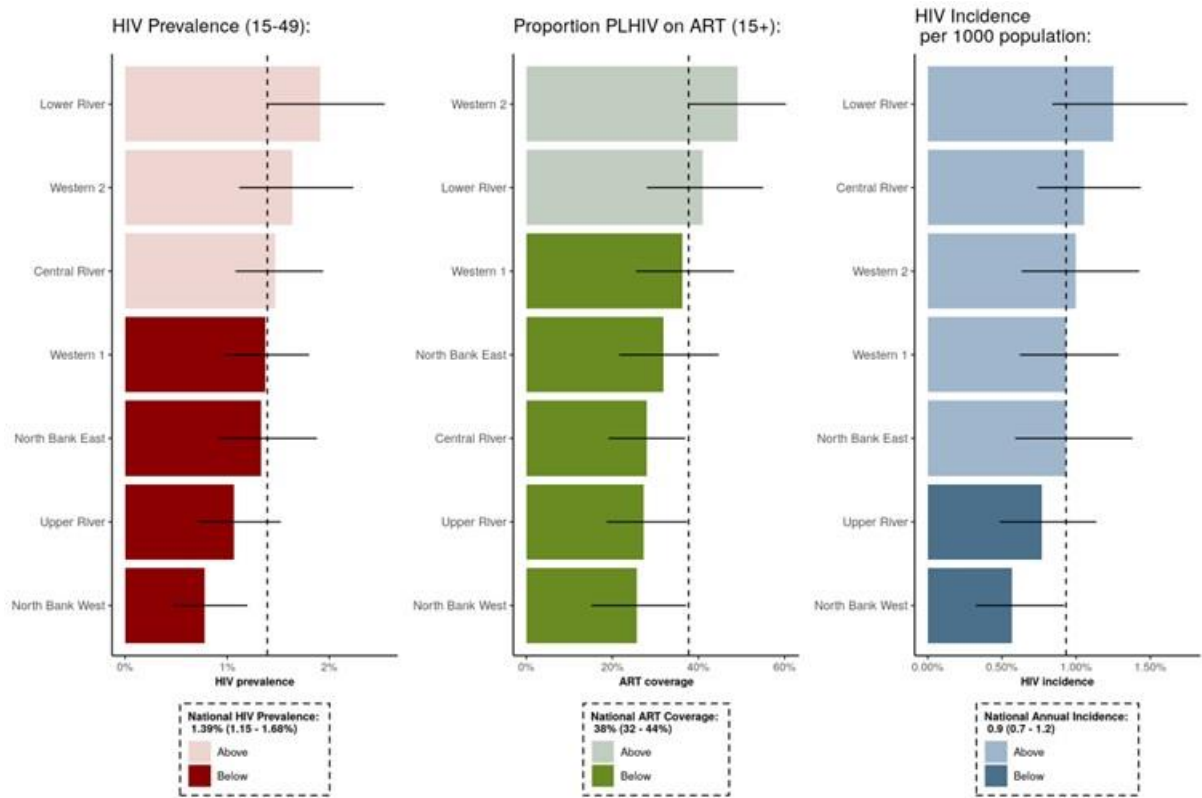 HIV Prevalence (15-49):
Lower River
Western 2
Central River
Western 1
North Bank East
Upper River
North Bank West
0%
1%
2%
HIV prevalence
National HIV Prevalence:
1.39% (1.15 - 1.68%)
Above
Below
Proportion PLHIV on ART (15+):
Western 2
Lower River
Western 1
North Bank East
Central River
Upper River
North Bank West
0%
20%
40%
60%
ART coverage
National ART Coverage:
38% (32 - 44%)
Above
Below
HIV Incidence
per 1000 population:
Lower River
Central River
Western 2
Western 1
North Bank East
Upper River
North Bank West
0.00%
0.50%
1.00%
1.50%
HIV incidence
National Annual Incidence:
0.9 (0.7 - 1.2)
Above
Below